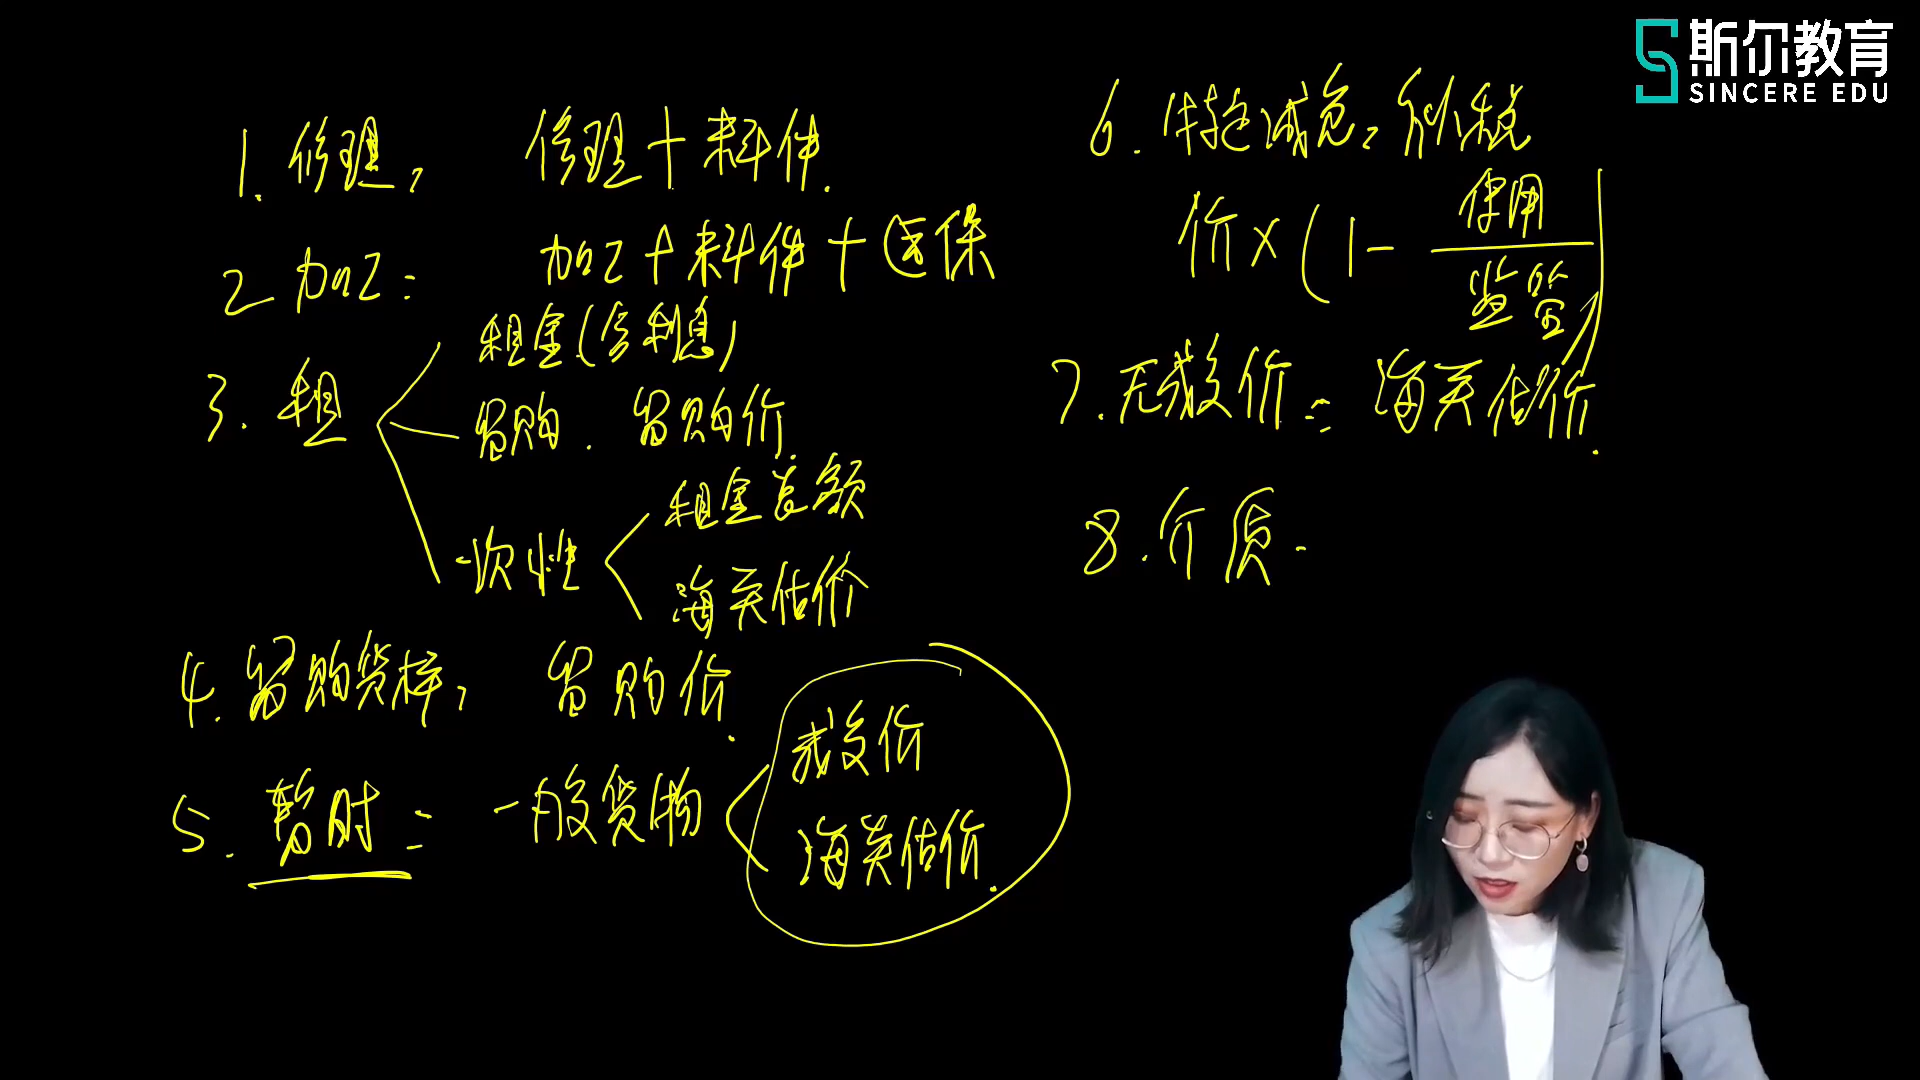 斯尔教育
SINCERE EDU
1. 修理: 修理+料件.
2 加工: 加工+料件+运保
3. 租
租金(含利息)
留购. 留购价.
一次性
租金总额
海关估价
4. 留购货样: 留购价.
5. 暂时: 一般货物
成交价
海关估价.
6. 特定减免: 补税
价×(1-
使用
监管
)
7. 无成交价: 海关估价.
8. 介质.